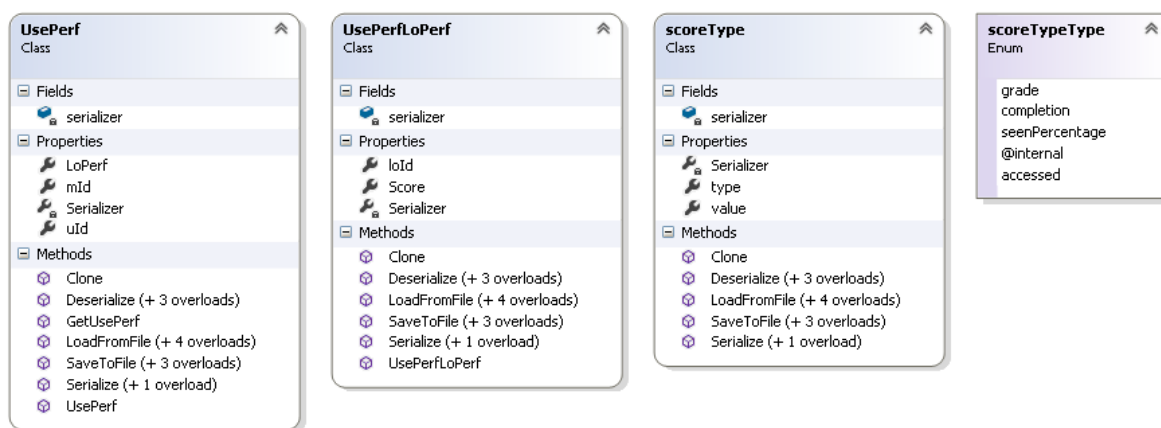 UsePerf
Class
Fields
serializer
Properties
LoPerf
mId
Serializer
uId
Methods
Clone
Deserialize (+ 3 overloads)
GetUsePerf
LoadFromFile (+ 4 overloads)
SaveToFile (+ 3 overloads)
Serialize (+ 1 overload)
UsePerf
UsePerfLoPerf
Class
Fields
serializer
Properties
loId
Score
Serializer
Methods
Clone
Deserialize (+ 3 overloads)
LoadFromFile (+ 4 overloads)
SaveToFile (+ 3 overloads)
Serialize (+ 1 overload)
UsePerfLoPerf
scoreType
Class
Fields
serializer
Properties
Serializer
type
value
Methods
Clone
Deserialize (+ 3 overloads)
LoadFromFile (+ 4 overloads)
SaveToFile (+ 3 overloads)
Serialize (+ 1 overload)
scoreTypeType
Enum
grade
completion
seenPercentage
@internal
accessed